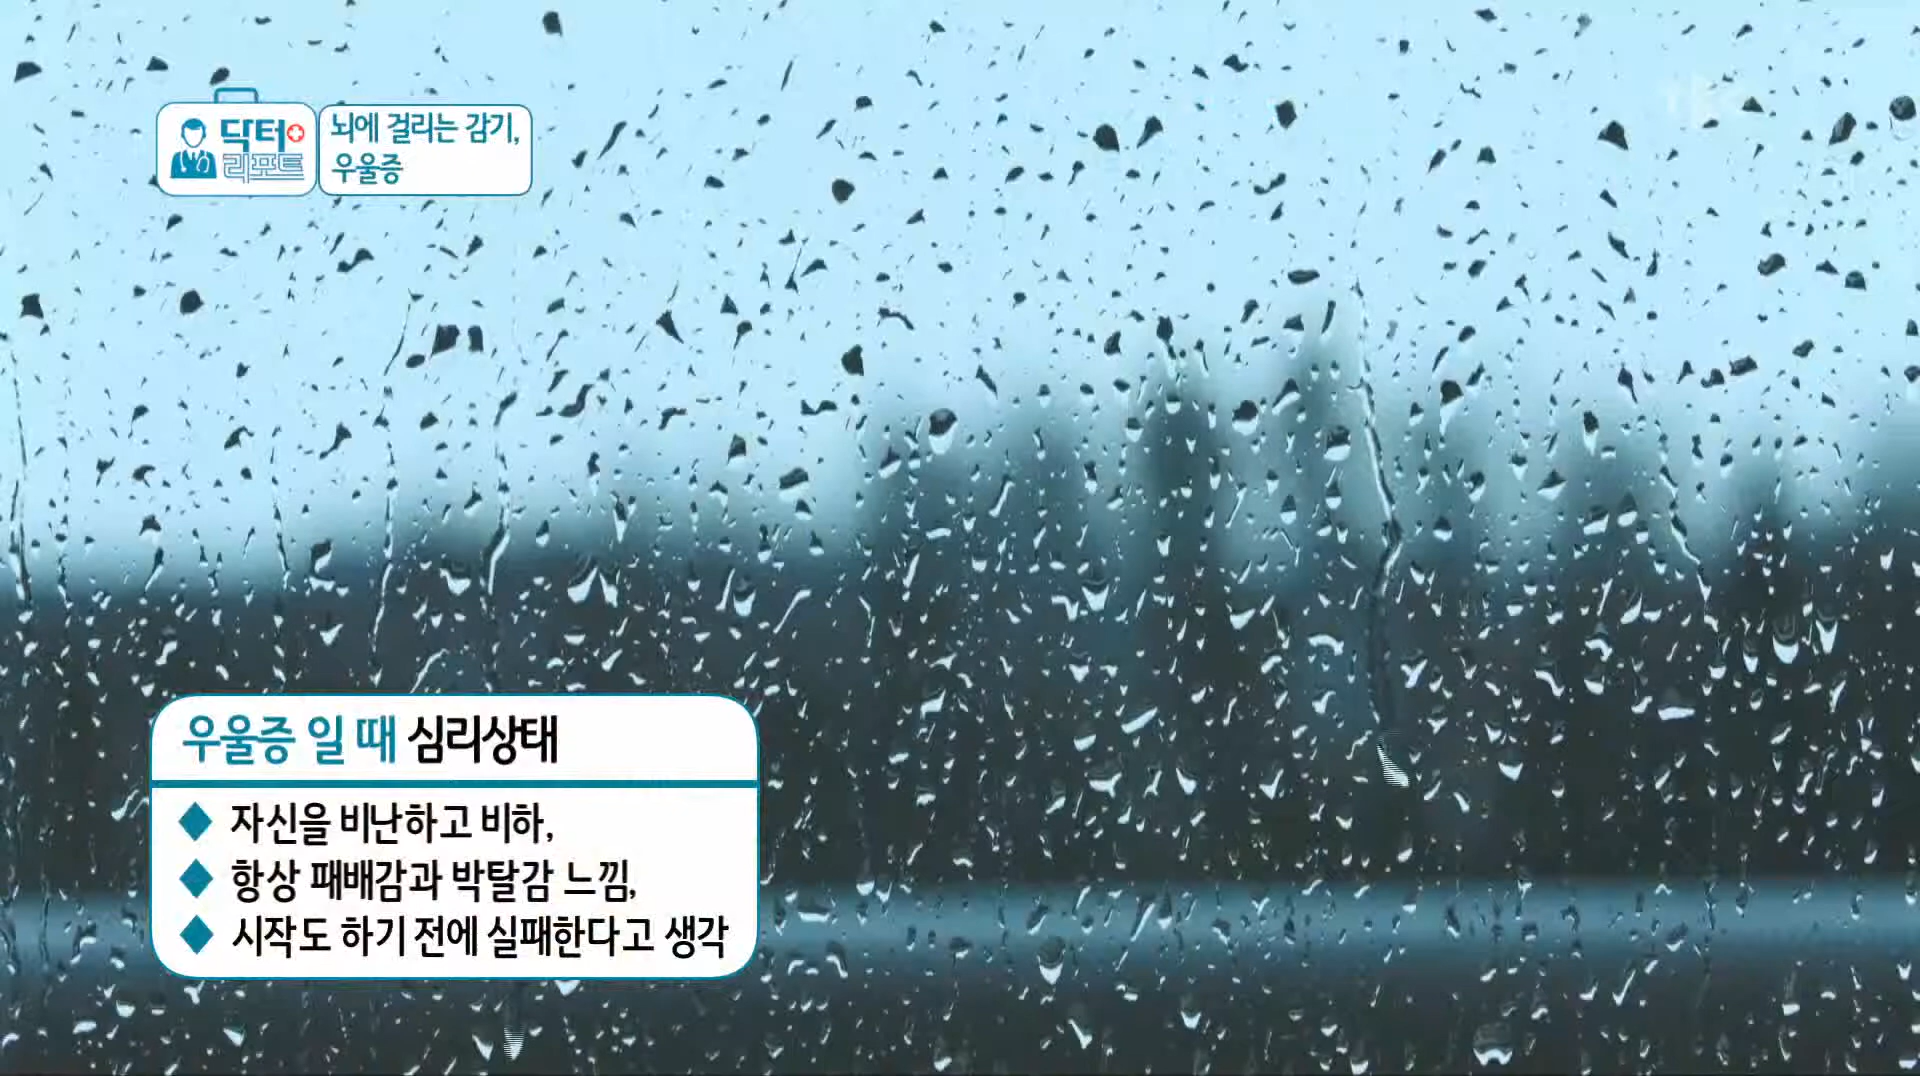 닥터
리포트
뇌에 걸리는 감기,
우울증
TBC
우울증 일 때 심리상태
자신을 비난하고 비하,
항상 패배감과 박탈감 느낌,
시작도 하기 전에 실패한다고 생각